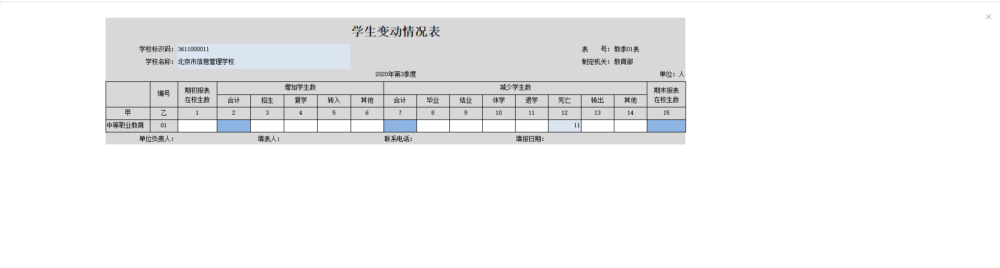 学生变动情况表
学校标识码：3611000011 表　　号：教季01表
学校名称：北京市信息管理学校 制定机关：教育部
2020年第3季度 单位：人
编号 期初报表在校生数 增加学生数 减少学生数 期末报表在校生数
合计 招生 复学 转入 其他 合计 毕业 结业 休学 退学 死亡 转出 其他
甲 乙 1 2 3 4 5 6 7 8 9 10 11 12 13 14 15
中等职业教育 01 11
单位负责人： 填表人： 联系电话： 填报日期：